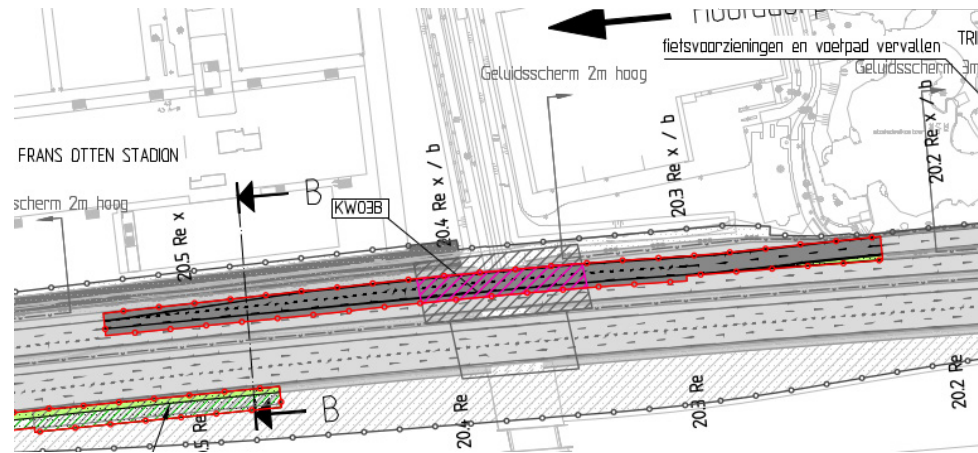 fietsvoorzieningen en voetpad vervallen
TRI
Geluidsscherm 2m hoog
Geluidsscherm 3m
FRANS OTTEN STADION
scherm 2m hoog
B
KW03B
20.5 Re x
20.4 Re x / b
20.3 Re x / b
20.2 Re x / b
B
20.4 Re
20.3 Re
20.2 Re